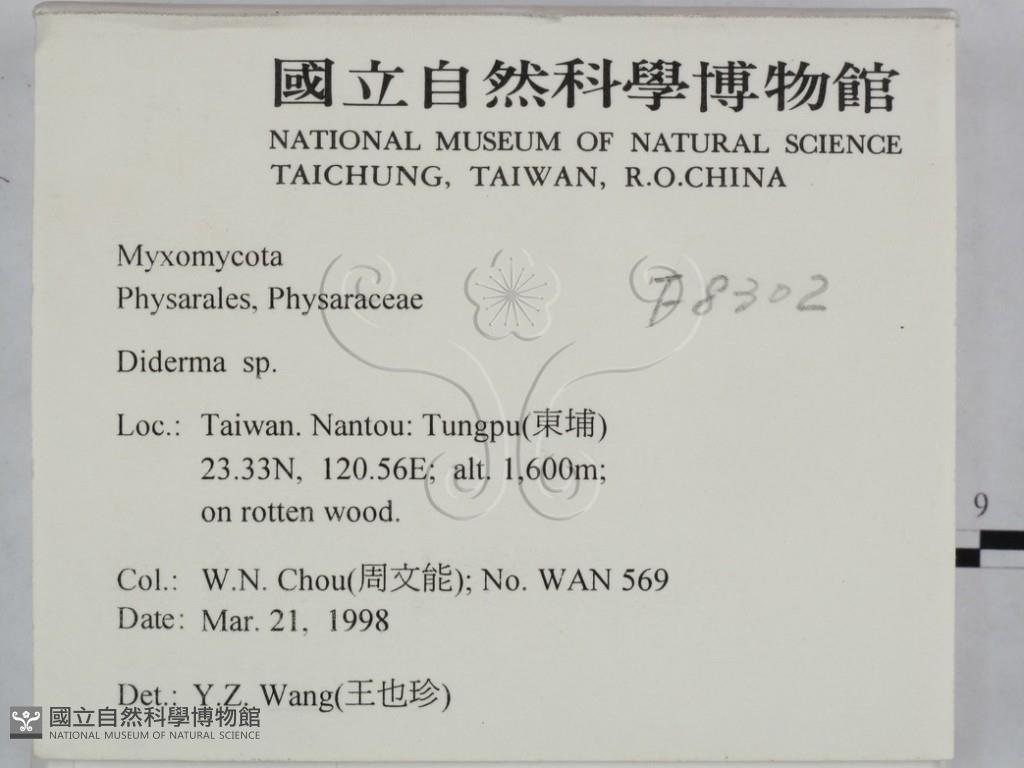 國立自然科學博物館
NATIONAL MUSEUM OF NATURAL SCIENCE
TAICHUNG, TAIWAN, R.O.CHINA
Myxomycota
Physarales, Physaraceae
F8302
Diderma sp.
Loc.: Taiwan. Nantou: Tungpu(東埔)
23.33N, 120.56E; alt. 1,600m;
on rotten wood.
9
Col.: W.N. Chou(周文能); No. WAN 569
Date: Mar. 21, 1998
Det.: Y.Z. Wang(王也珍)
國立自然科學博物館
NATIONAL MUSEUM OF NATURAL SCIENCE